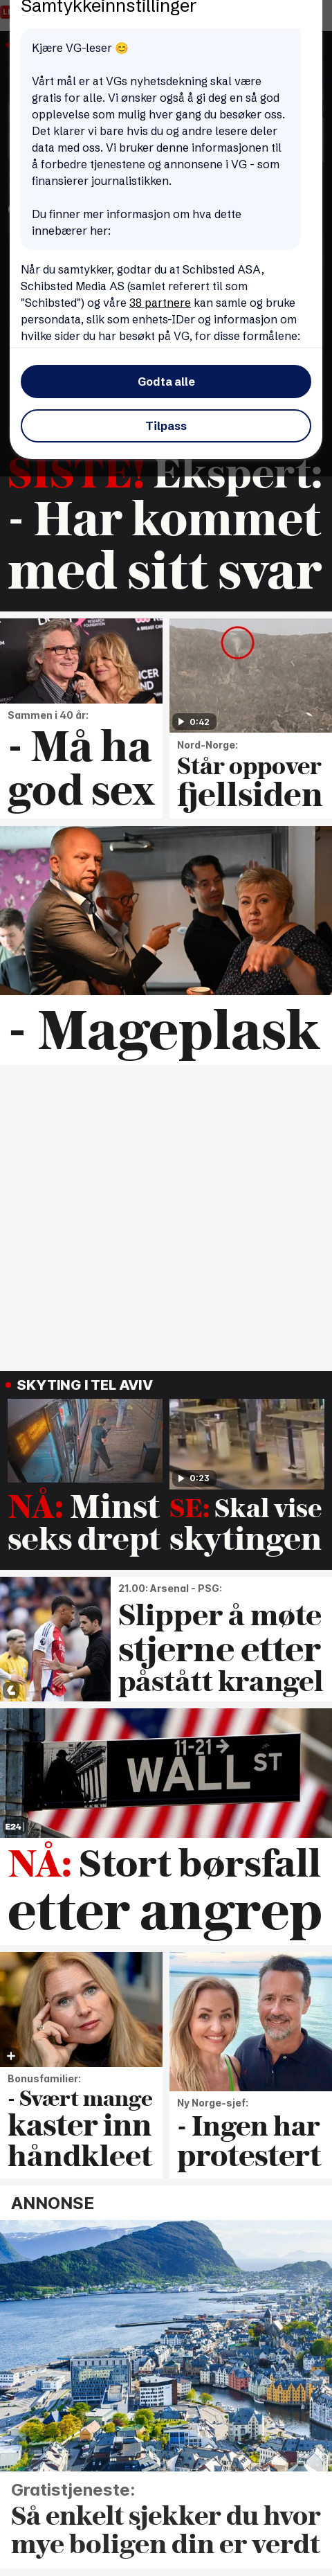 Samtykkeinnstillinger
Kjære VG-leser 😊
Vårt mål er at VGs nyhetsdekning skal være
gratis for alle. Vi ønsker også å gi deg en så god
opplevelse som mulig hver gang du besøker oss.
Det klarer vi bare hvis du og andre lesere deler
data med oss. Vi bruker denne informasjonen til
å forbedre tjenestene og annonsene i VG - som
finansierer journalistikken.
Du finner mer informasjon om hva dette
innebærer her:
Når du samtykker, godtar du at Schibsted ASA,
Schibsted Media AS (samlet referert til som
"Schibsted") og våre 38 partnere kan samle og bruke
persondata, slik som enhets-IDer og informasjon om
hvilke sider du har besøkt på VG, for disse formålene:
Godta alle
Tilpass
SISTE! Ekspert:
- Har kommet
med sitt svar
Sammen i 40 år:
- Må ha
god sex
0:42
Nord-Norge:
Står oppover
fjellsiden
- Mageplask
SKYTING I TEL AVIV
NÅ: Minst
seks drept
0:23
SE: Skal vise
skytingen
21.00: Arsenal - PSG:
Slipper å møte
stjerne etter
påstått krangel
11-21
WALL ST
E24
NÅ: Stort børsfall
etter angrep
Bonusfamilier:
- Svært mange
kaster inn
håndkleet
Ny Norge-sjef:
- Ingen har
protestert
ANNONSE
Gratistjeneste:
Så enkelt sjekker du hvor
mye boligen din er verdt